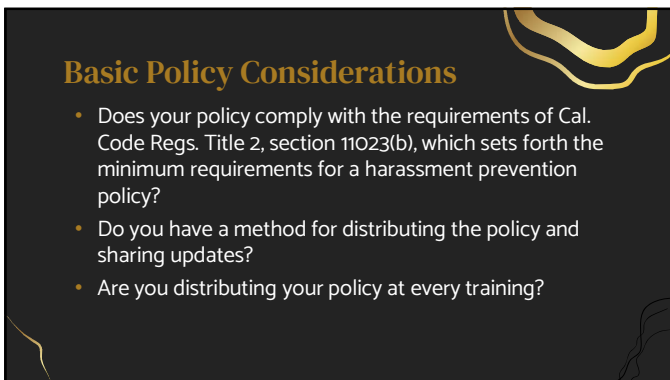 Basic Policy Considerations
• Does your policy comply with the requirements of Cal.
Code Regs. Title 2, section 11023(b), which sets forth the
minimum requirements for a harassment prevention
policy?
• Do you have a method for distributing the policy and
sharing updates?
• Are you distributing your policy at every training?